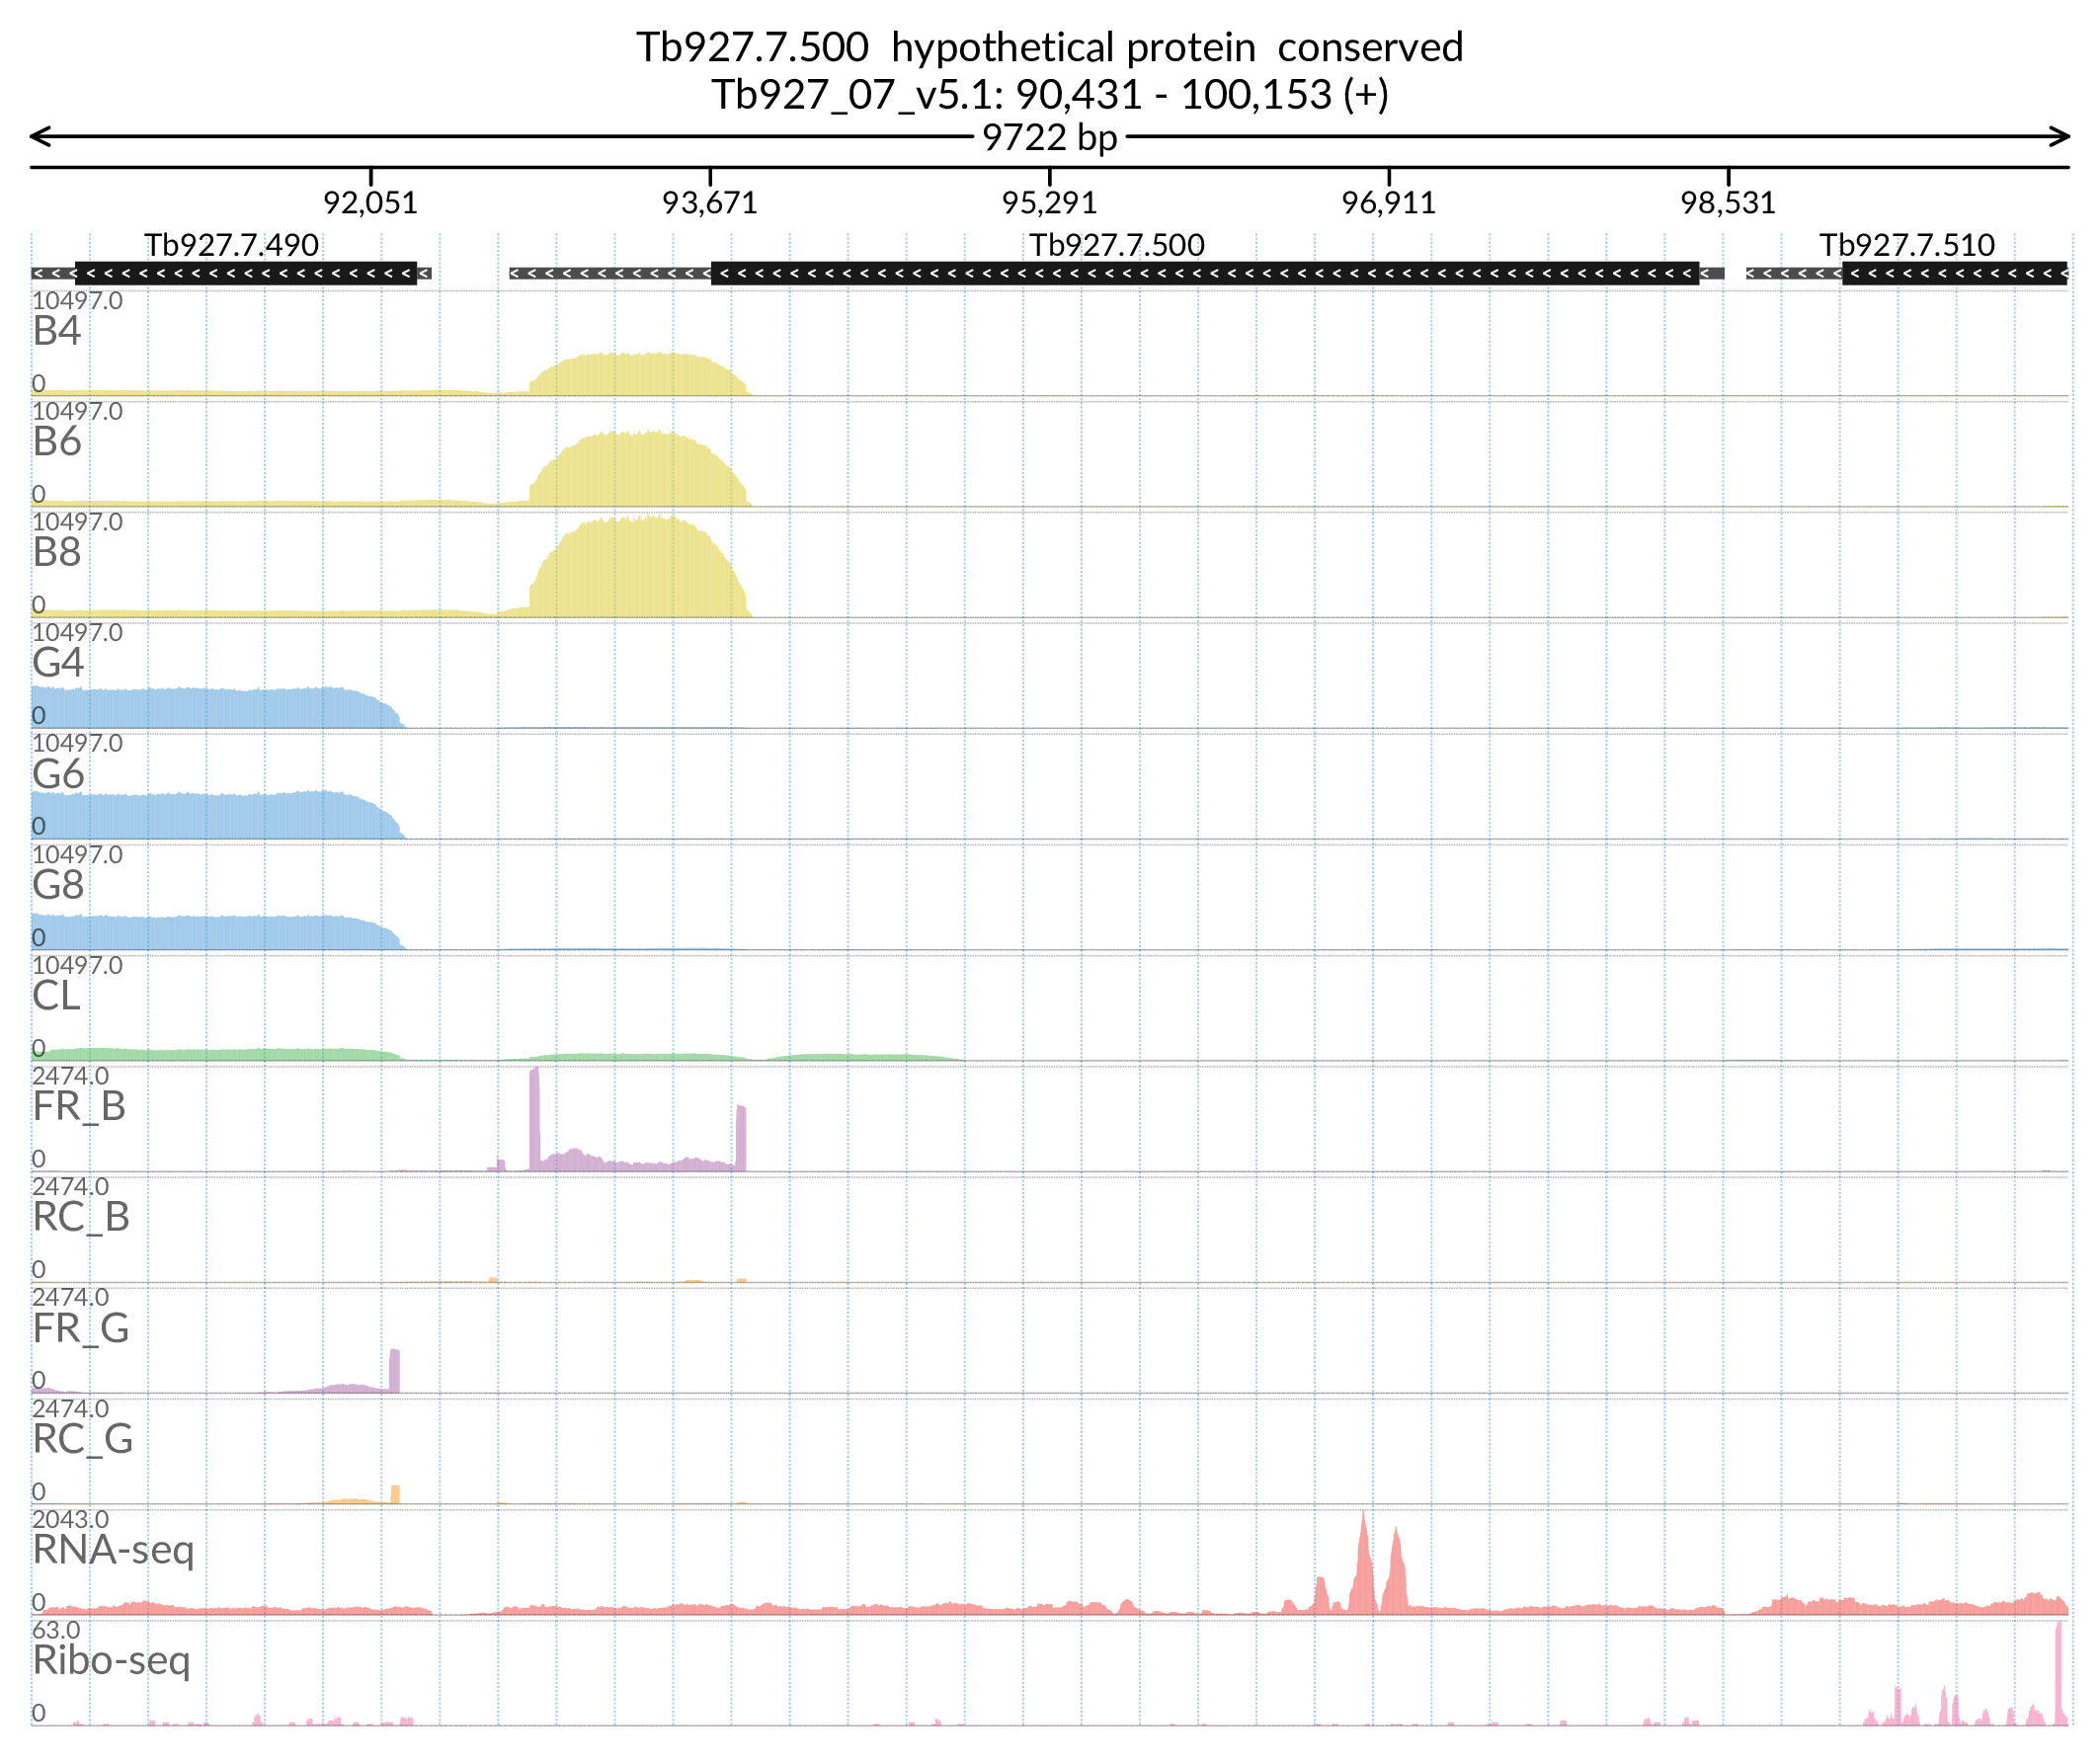 Tb927.7.500  hypothetical protein  conserved
Tb927_07_v5.1: 90,431 - 100,153 (+)
9722 bp
92,051 93,671 95,291 96,911 98,531
Tb927.7.490 Tb927.7.500 Tb927.7.510
10497.0
B4
0
10497.0
B6
0
10497.0
B8
0
10497.0
G4
0
10497.0
G6
0
10497.0
G8
0
10497.0
CL
0
2474.0
FR_B
0
2474.0
RC_B
0
2474.0
FR_G
0
2474.0
RC_G
0
2043.0
RNA-seq
0
63.0
Ribo-seq
0